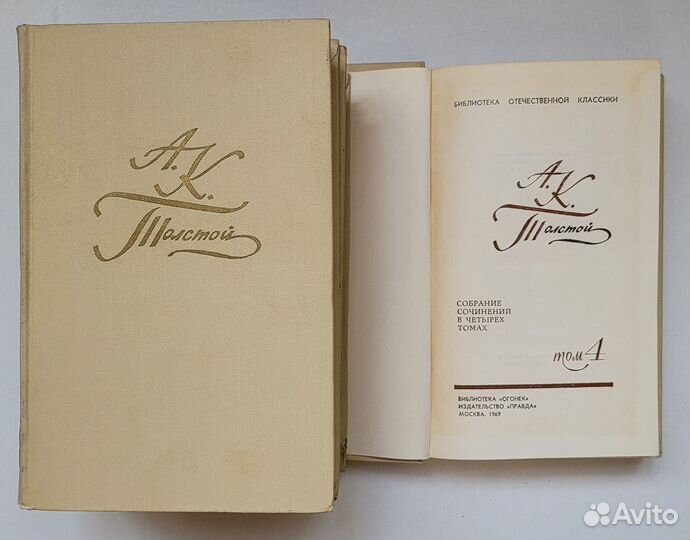 А. К.
Толстой
БИБЛИОТЕКА ОТЕЧЕСТВЕННОЙ КЛАССИКИ
А. К.
Толстой
СОБРАНИЕ
СОЧИНЕНИЙ
В ЧЕТЫРЕХ
ТОМАХ
том 4
БИБЛИОТЕКА «ОГОНЕК»
ИЗДАТЕЛЬСТВО «ПРАВДА»
МОСКВА, 1969
Avito